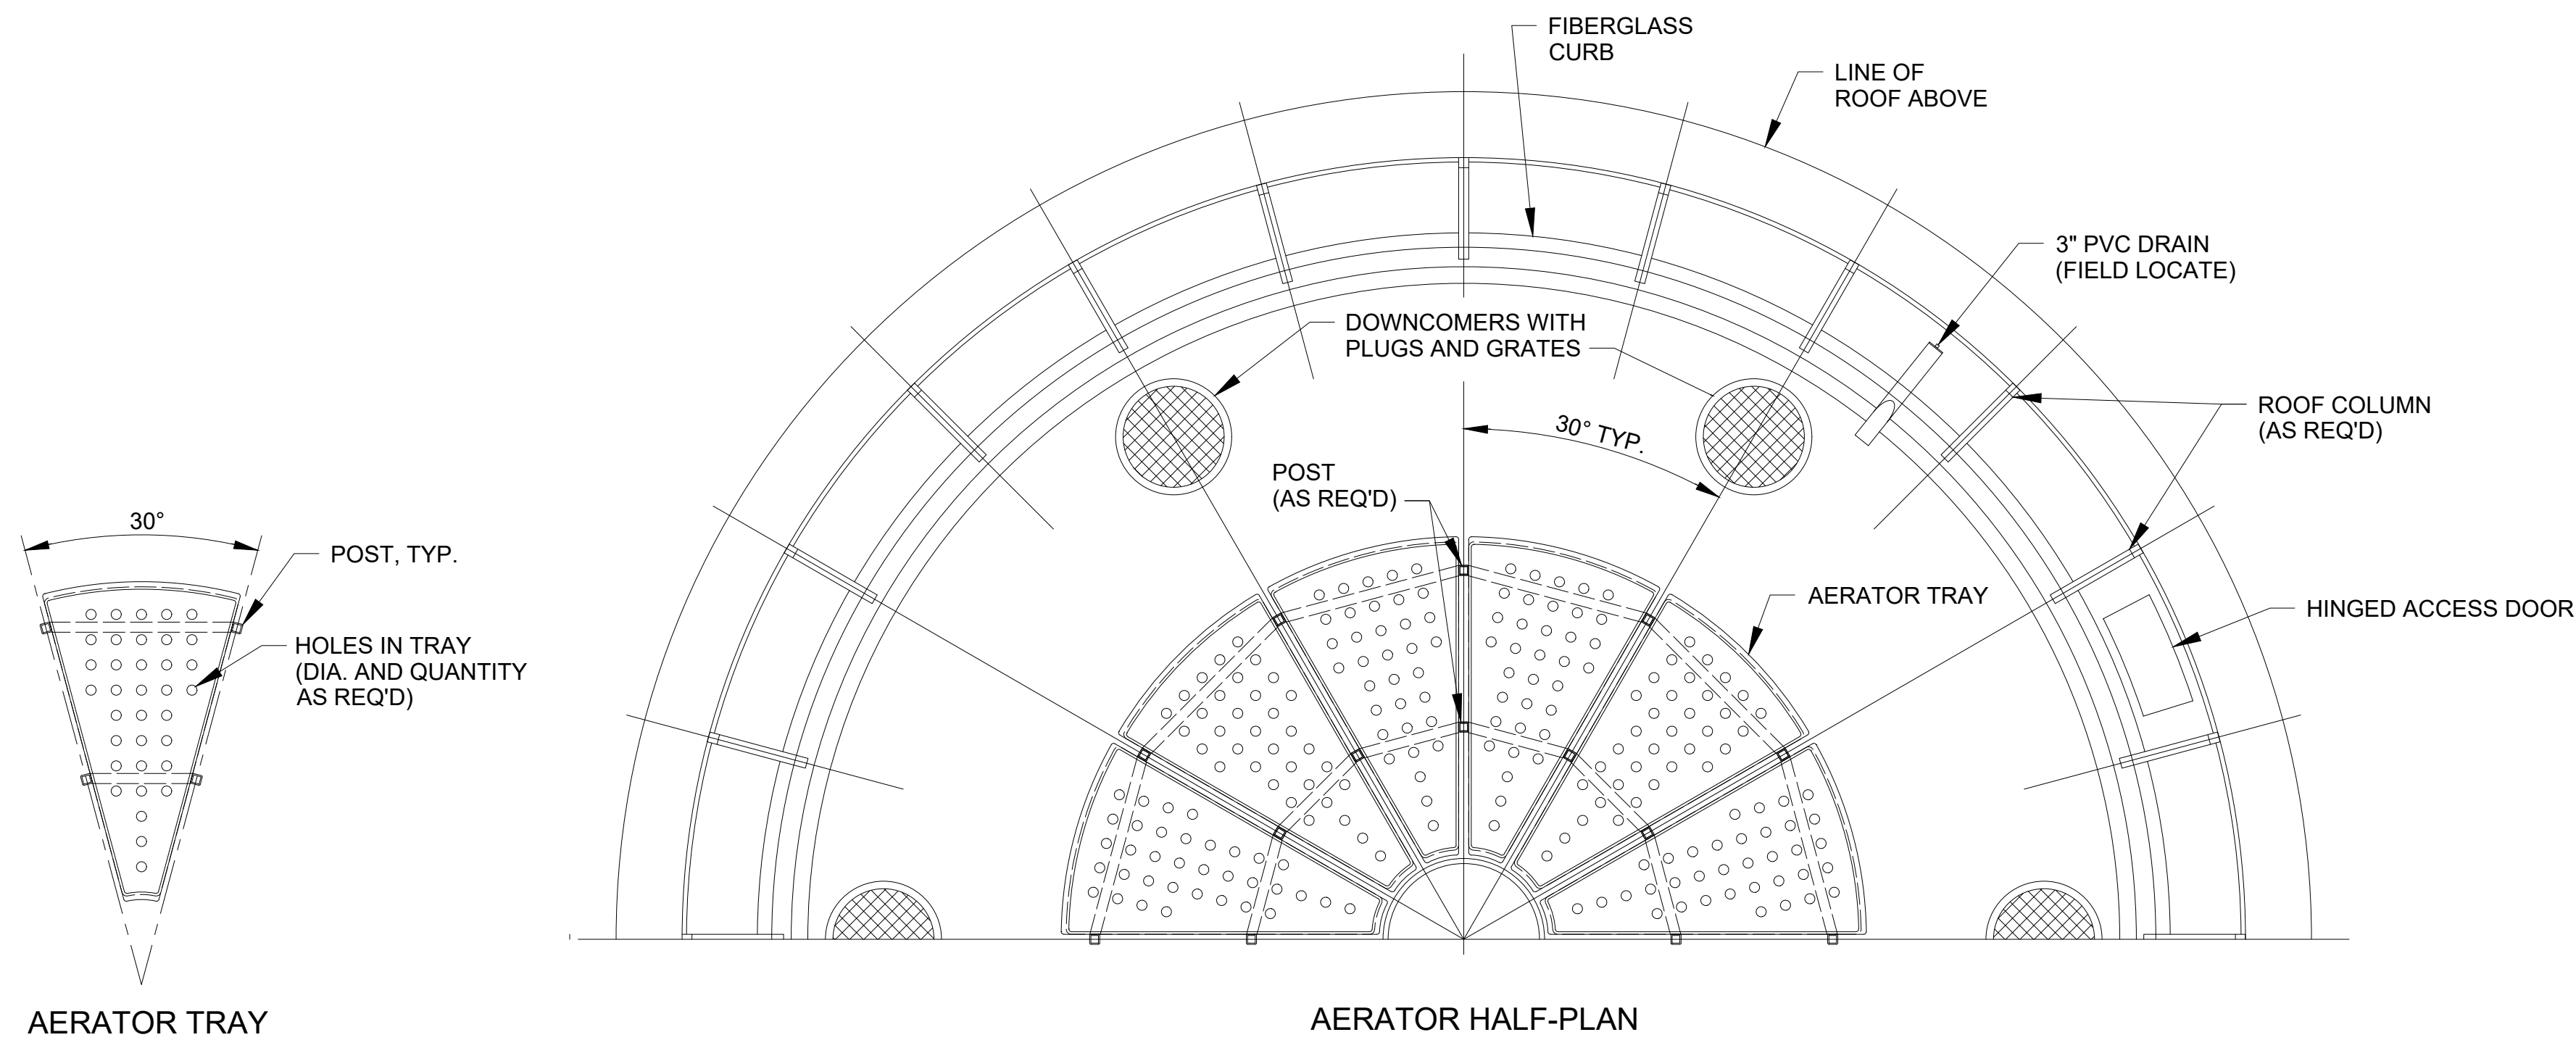 FIBERGLASS
CURB
LINE OF
ROOF ABOVE
3" PVC DRAIN
(FIELD LOCATE)
DOWNCOMERS WITH
PLUGS AND GRATES
ROOF COLUMN
(AS REQ'D)
30° TYP.
POST
(AS REQ'D)
AERATOR TRAY
HINGED ACCESS DOOR
30°
POST, TYP.
HOLES IN TRAY
(DIA. AND QUANTITY
AS REQ'D)
AERATOR TRAY
AERATOR HALF-PLAN